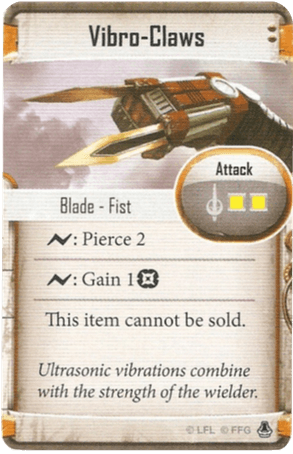 Vibro-Claws
Attack
Blade - Fist
: Pierce 2
: Gain 1
This item cannot be sold.
Ultrasonic vibrations combine
with the strength of the wielder.
© LFL © FFG